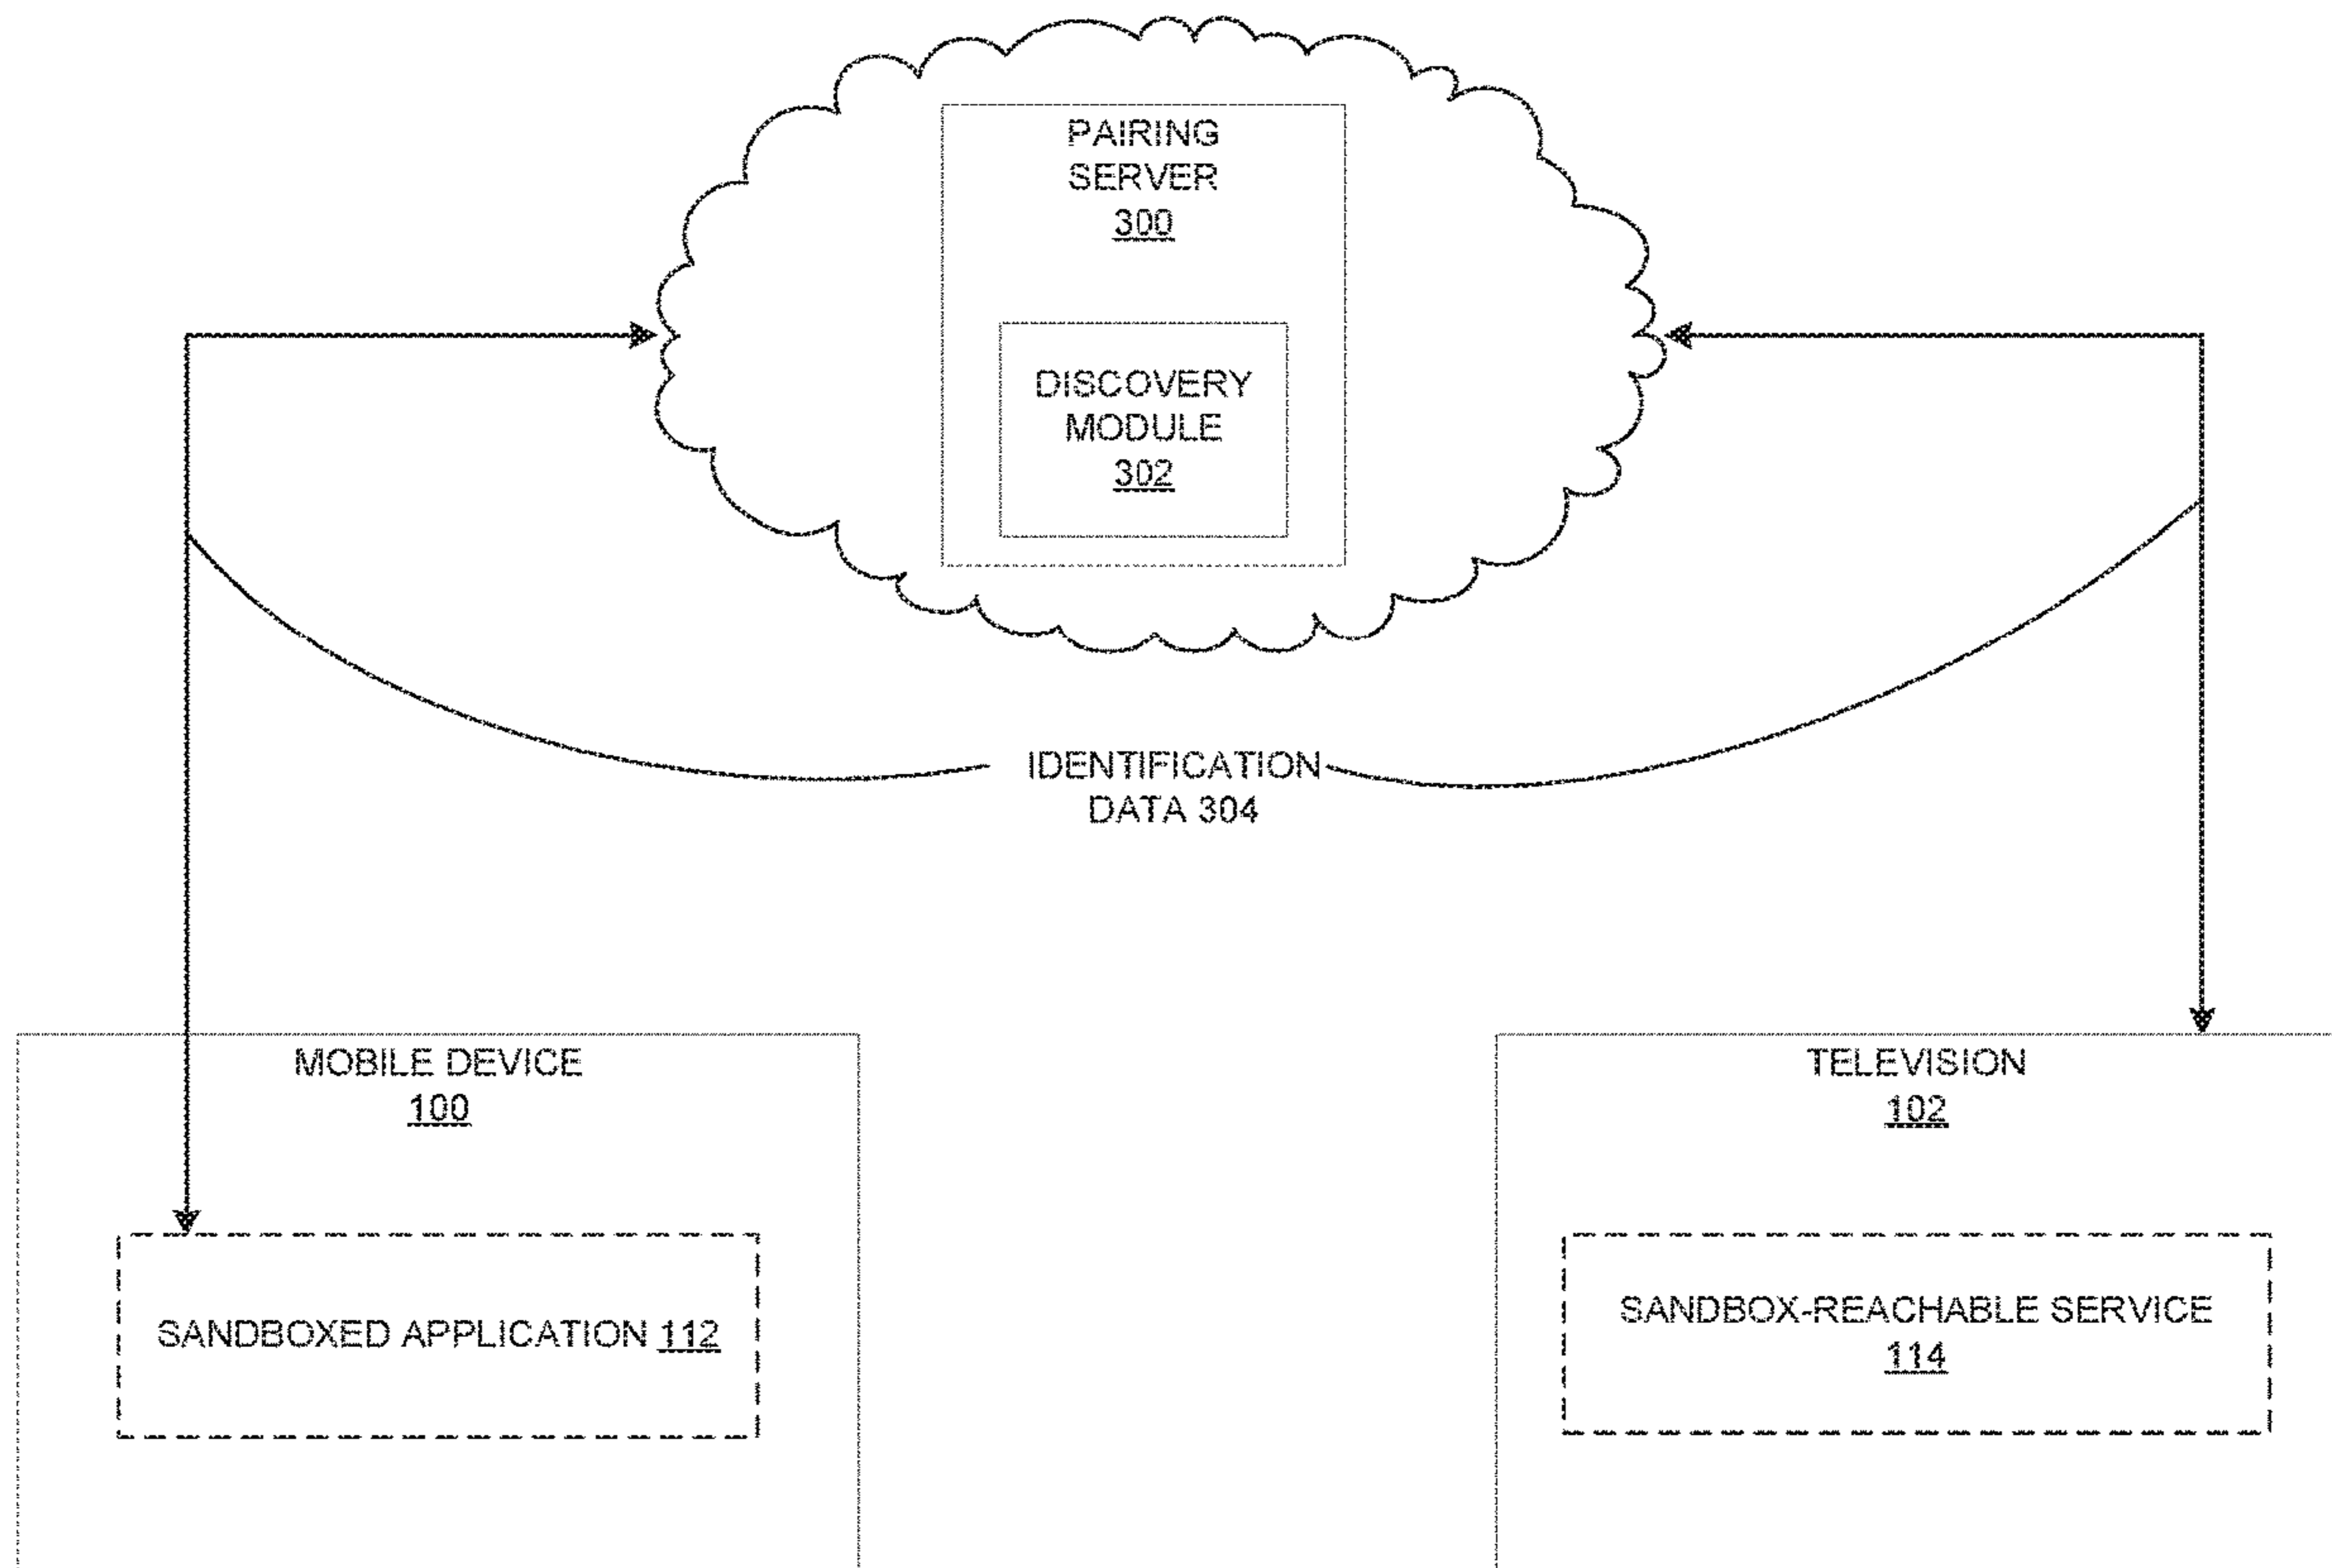 PAIRING
SERVER
300
DISCOVERY
MODULE
302
IDENTIFICATION
DATA 304
MOBILE DEVICE
100
TELEVISION
102
SANDBOXED APPLICATION 112
SANDBOX-REACHABLE SERVICE
114